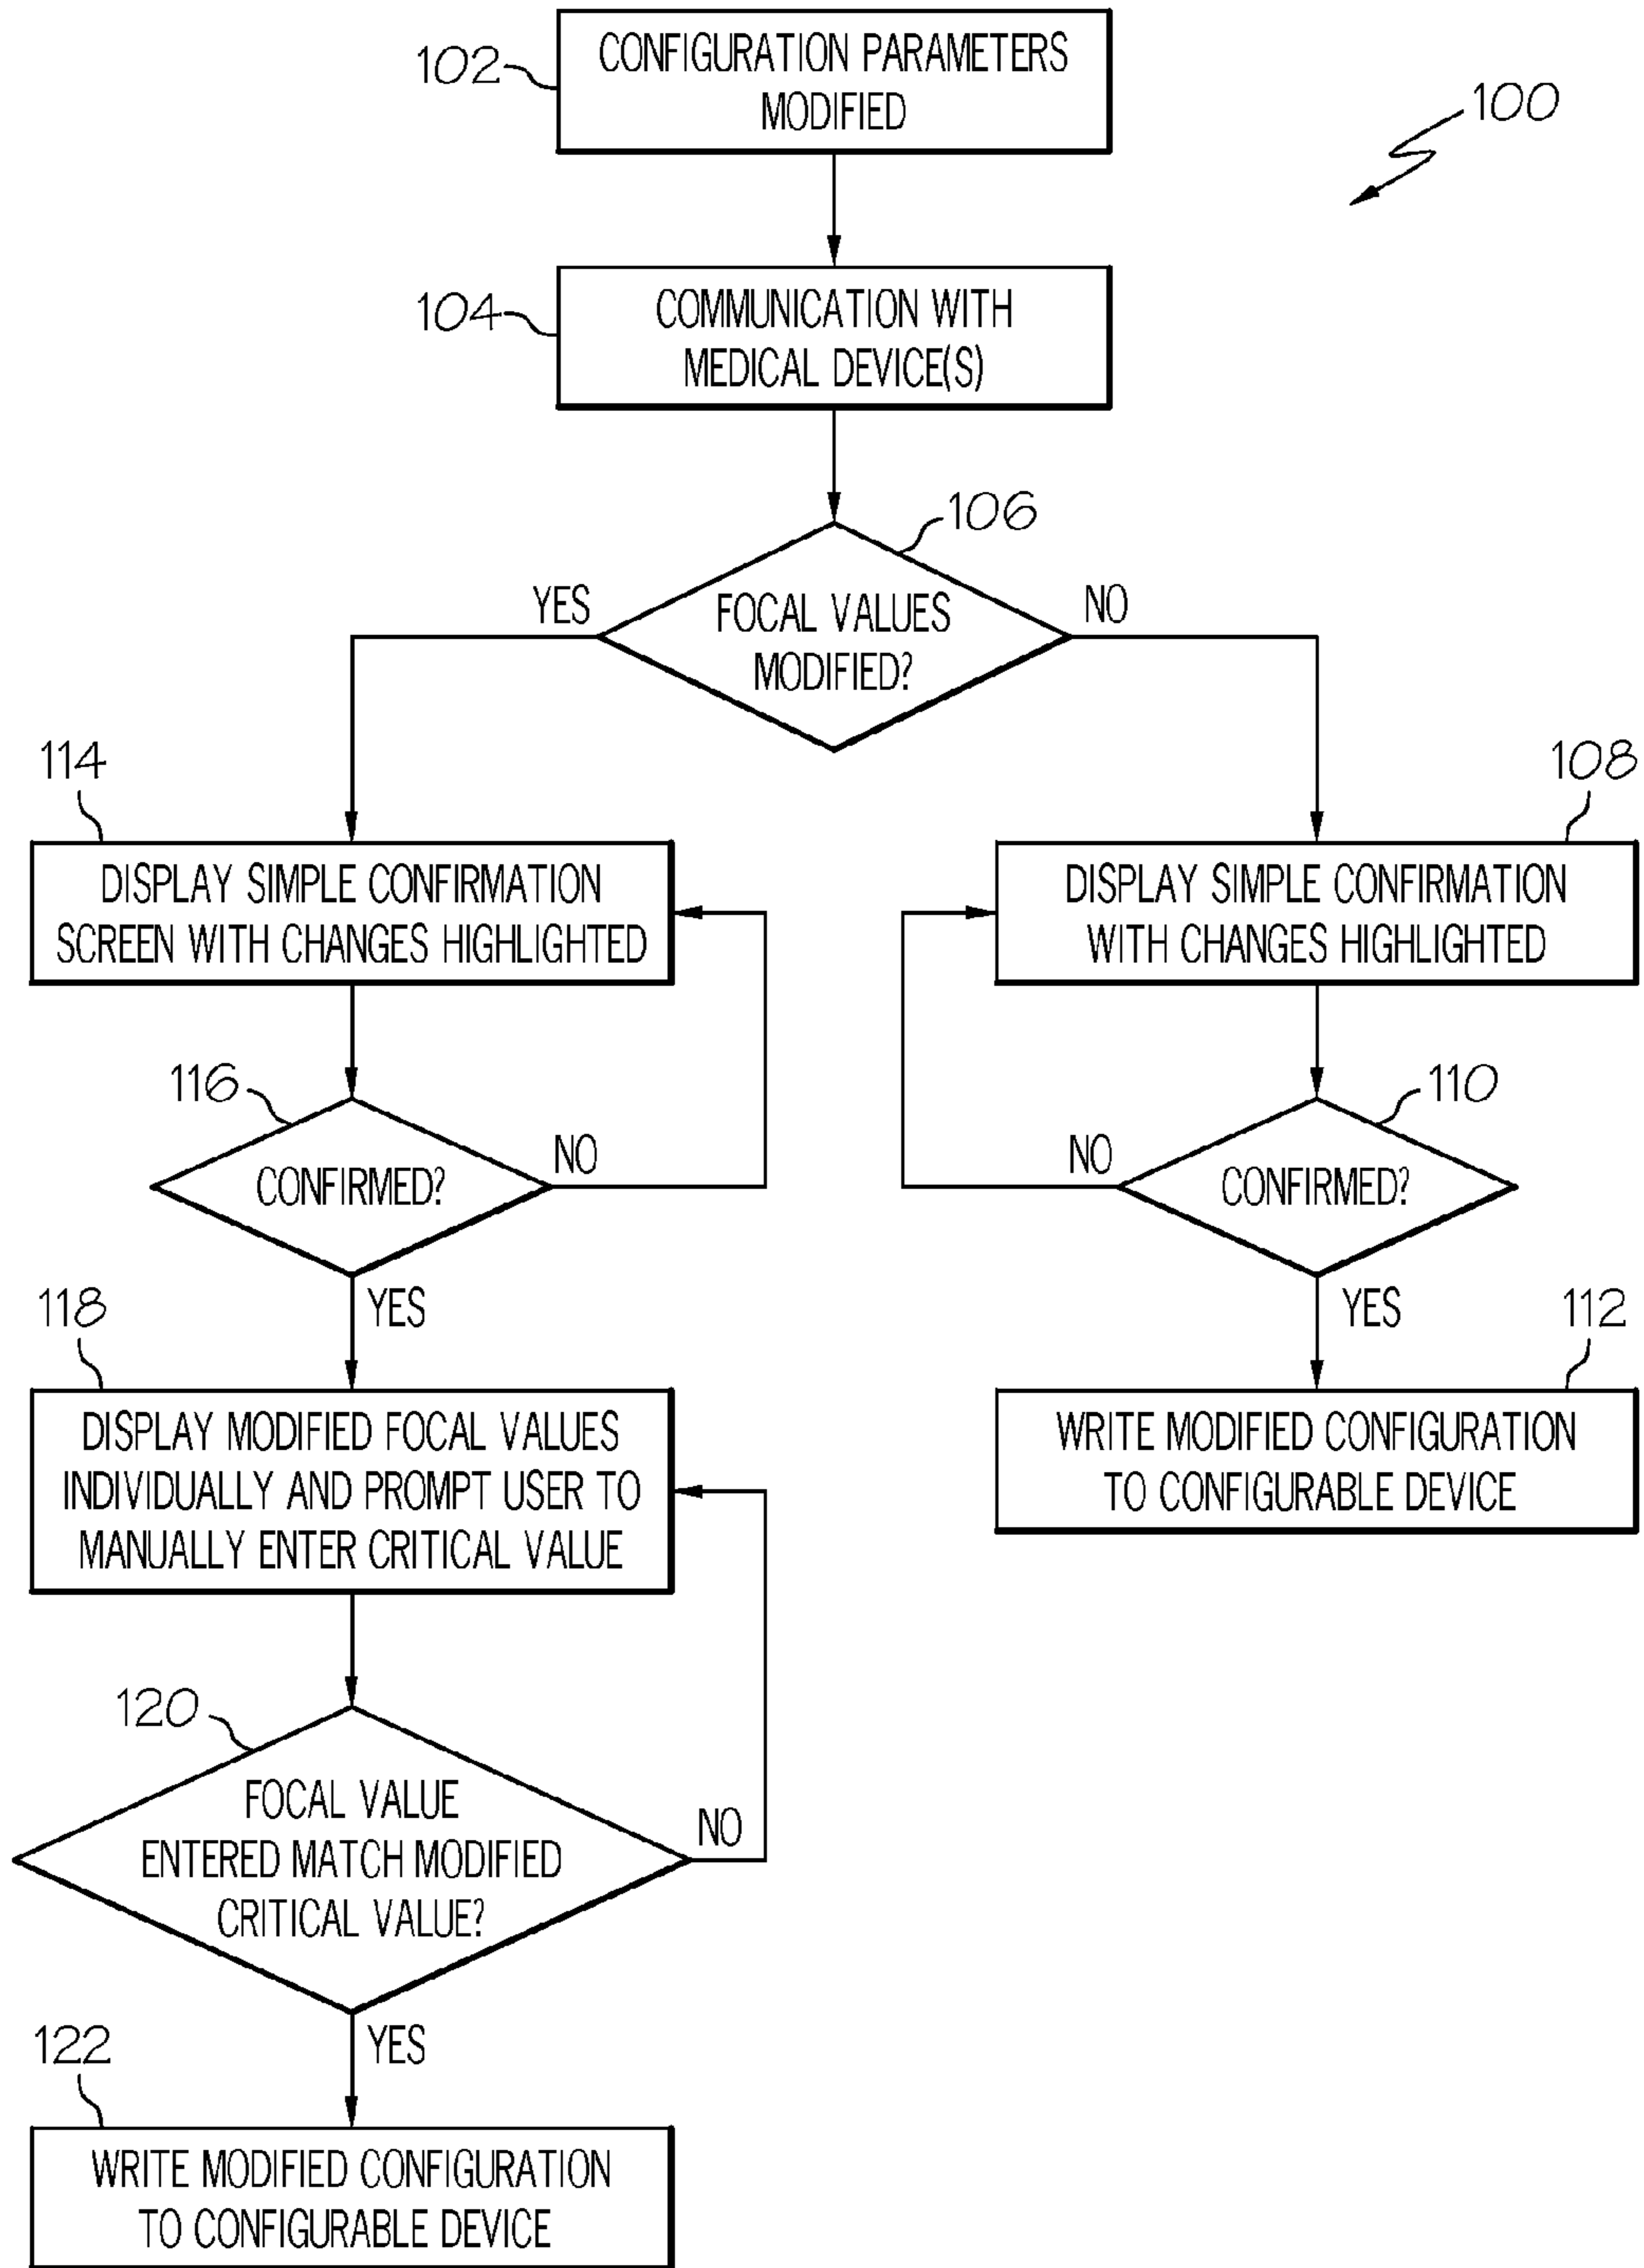 CONFIGURATION PARAMETERS
MODIFIED
102
100
COMMUNICATION WITH
MEDICAL DEVICE(S)
104
106
FOCAL VALUES
MODIFIED?
YES
NO
114
108
DISPLAY SIMPLE CONFIRMATION
SCREEN WITH CHANGES HIGHLIGHTED
DISPLAY SIMPLE CONFIRMATION
WITH CHANGES HIGHLIGHTED
116
110
CONFIRMED?
NO
NO
CONFIRMED?
YES
YES
118
112
DISPLAY MODIFIED FOCAL VALUES
INDIVIDUALLY AND PROMPT USER TO
MANUALLY ENTER CRITICAL VALUE
WRITE MODIFIED CONFIGURATION
TO CONFIGURABLE DEVICE
120
FOCAL VALUE
ENTERED MATCH MODIFIED
CRITICAL VALUE?
NO
YES
122
WRITE MODIFIED CONFIGURATION
TO CONFIGURABLE DEVICE